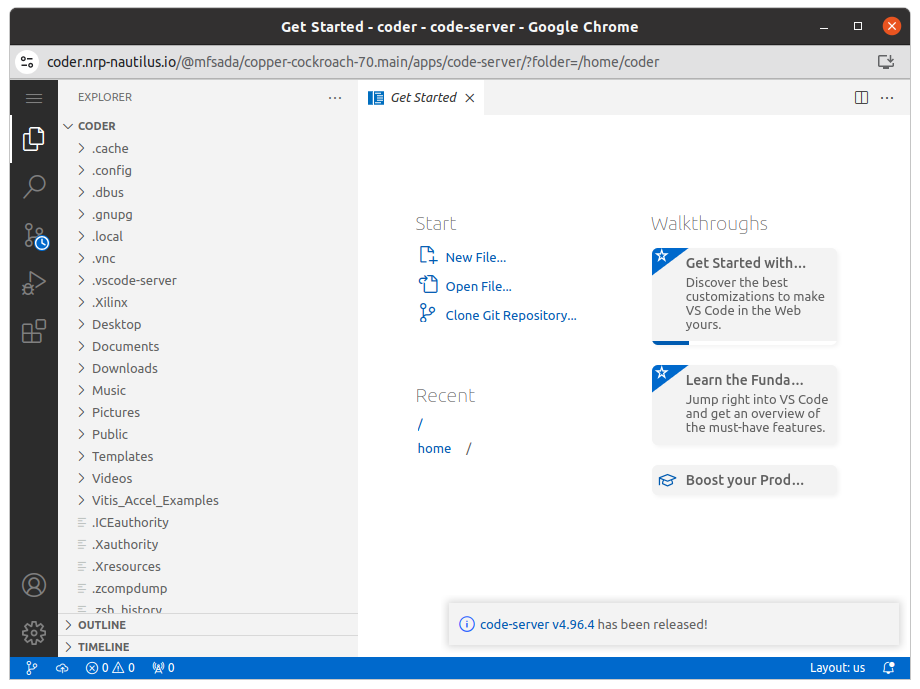 Get Started - coder - code-server - Google Chrome
coder.nrp-nautilus.io/@mfsada/copper-cockroach-70.main/apps/code-server/?folder=/home/coder
EXPLORER
CODER
.cache
.config
.dbus
.gnupg
.local
.vnc
.vscode-server
.Xilinx
Desktop
Documents
Downloads
Music
Pictures
Public
Templates
Videos
Vitis_Accel_Examples
.ICEauthority
.Xauthority
.Xresources
.zcompdump
.zsh_history
OUTLINE
TIMELINE
Get Started
Start
New File...
Open File...
Clone Git Repository...
Recent
/
home /
Walkthroughs
Get Started with...
Discover the best
customizations to make
VS Code in the Web
yours.
Learn the Funda...
Jump right into VS Code
and get an overview of
the must-have features.
Boost your Prod...
code-server v4.96.4 has been released!
0 0 0
Layout: us